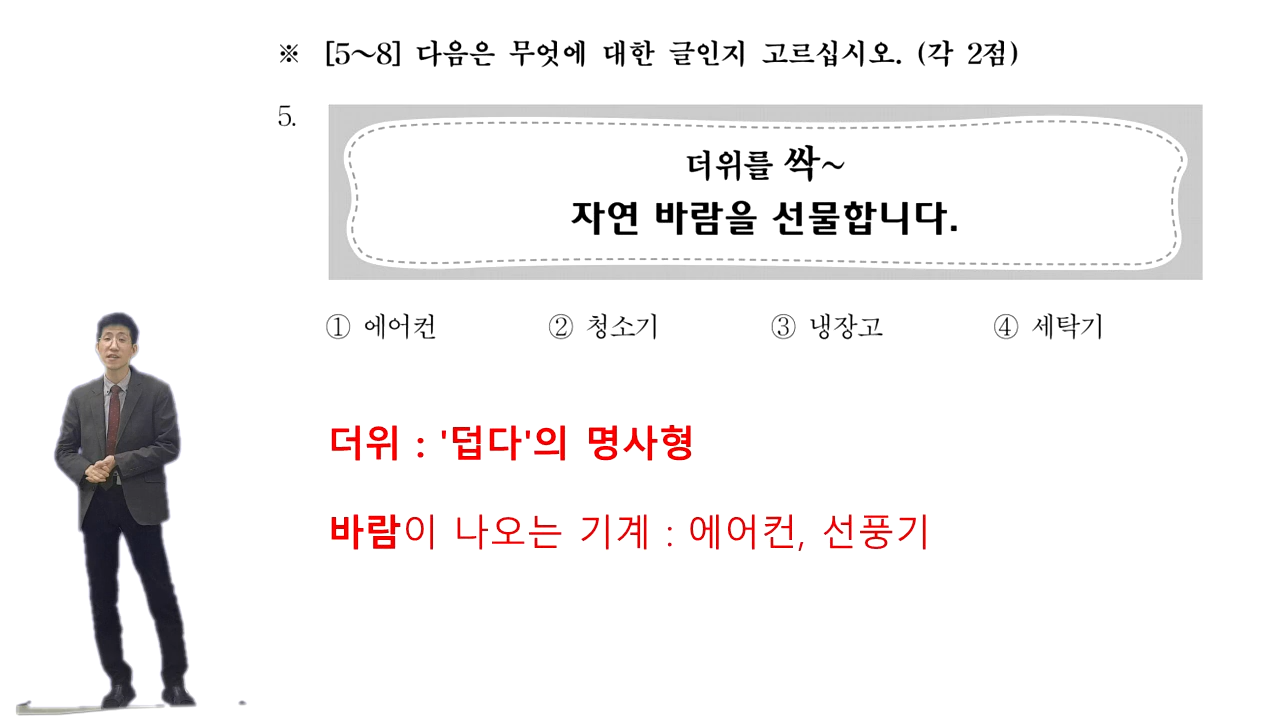 ※ [5~8] 다음은 무엇에 대한 글인지 고르십시오. (각 2점)
5.
더위를 싹~
자연 바람을 선물합니다.
① 에어컨 ② 청소기 ③ 냉장고 ④ 세탁기
더위 : '덥다'의 명사형
바람이 나오는 기계 : 에어컨, 선풍기